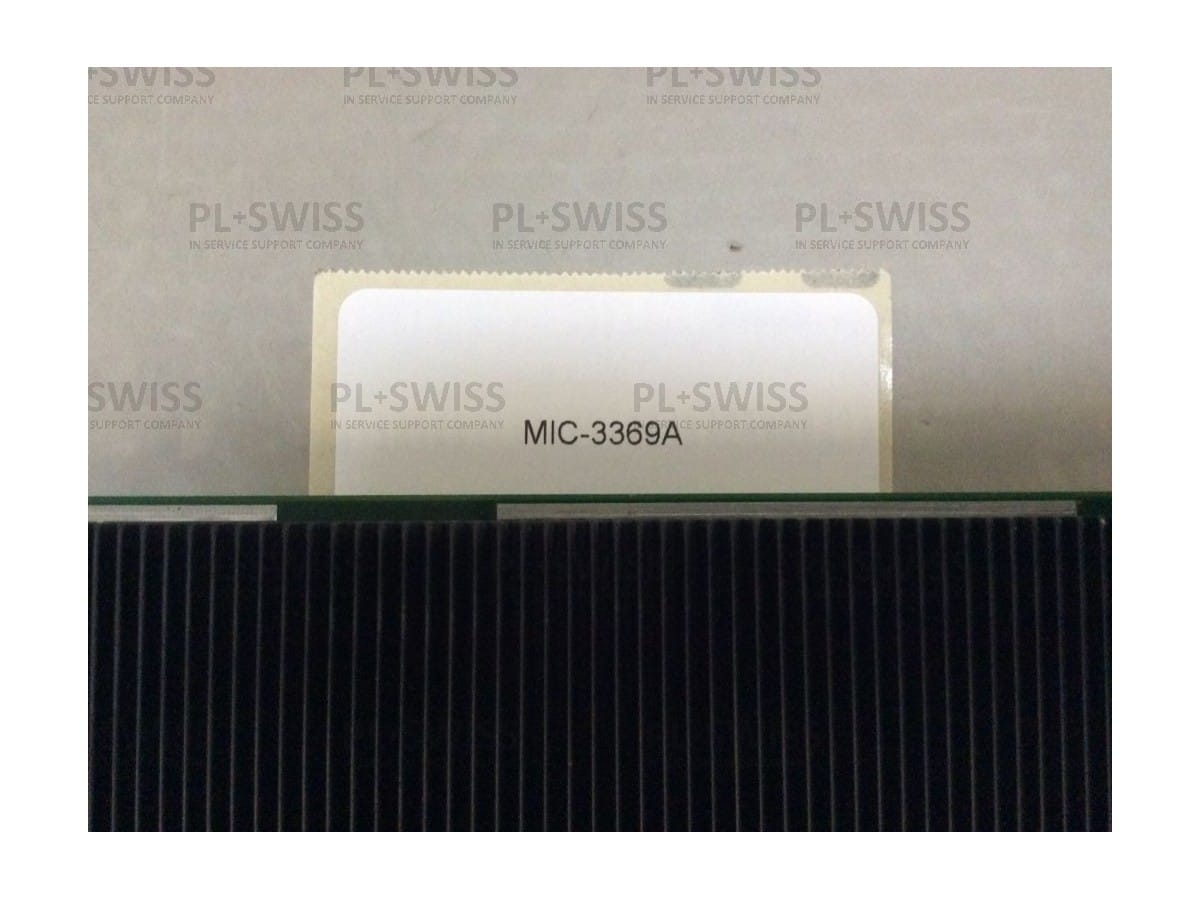 PL+SWISS PL+SWISS PL+SWISS
IN SERVICE SUPPORT COMPANY IN SERVICE SUPPORT COMPANY IN SERVICE SUPPORT COMPANY
PL+SWISS PL+SWISS PL+SWISS
IN SERVICE SUPPORT COMPANY IN SERVICE SUPPORT COMPANY IN SERVICE SUPPORT COMPANY
SWISS PL+SWISS PL+SWISS
IN SERVICE SUPPORT COMPANY IN SERVICE SUPPORT COMPANY IN SERVICE SUPPORT COMPANY
MIC-3369A